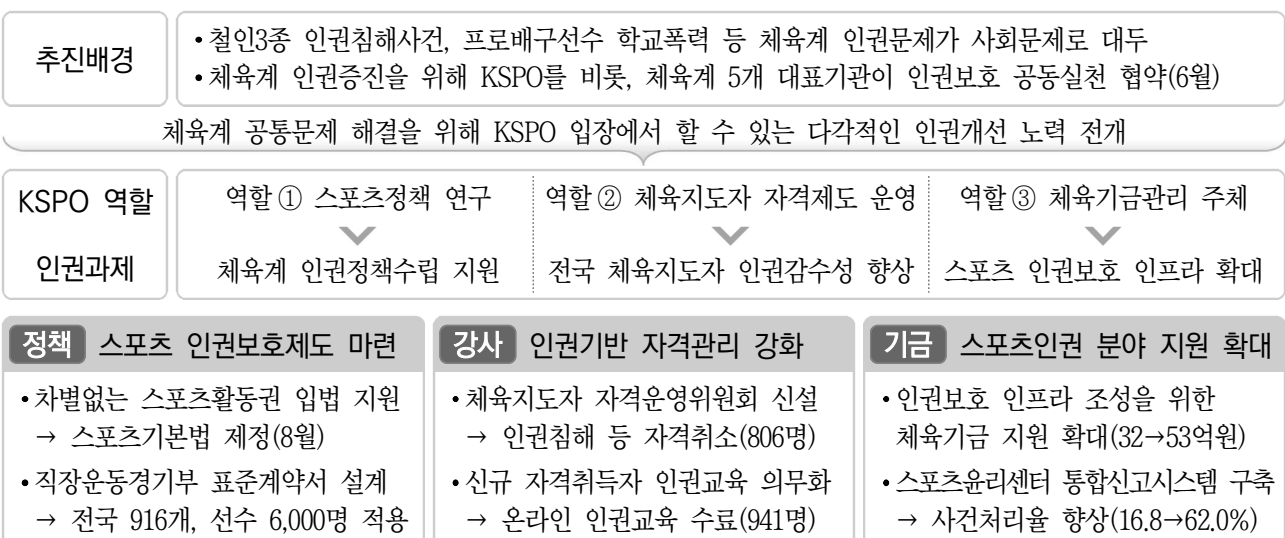 추진배경
• 철인3종 인권침해사건, 프로배구선수 학교폭력 등 체육계 인권문제가 사회문제로 대두
• 체육계 인권증진을 위해 KSPO를 비롯, 체육계 5개 대표기관이 인권보호 공동실천 협약(6월)
체육계 공통문제 해결을 위해 KSPO 입장에서 할 수 있는 다각적인 인권개선 노력 전개
KSPO 역할
인권과제
역할 ① 스포츠정책 연구
체육계 인권정책수립 지원
역할 ② 체육지도자 자격제도 운영
전국 체육지도자 인권감수성 향상
역할 ③ 체육기금관리 주체
스포츠 인권보호 인프라 확대
정책 스포츠 인권보호제도 마련
• 차별없는 스포츠활동권 입법 지원
→ 스포츠기본법 제정(8월)
• 직장운동경기부 표준계약서 설계
→ 전국 916개, 선수 6,000명 적용
강사 인권기반 자격관리 강화
• 체육지도자 자격운영위원회 신설
→ 인권침해 등 자격취소(806명)
• 신규 자격취득자 인권교육 의무화
→ 온라인 인권교육 수료(941명)
기금 스포츠인권 분야 지원 확대
• 인권보호 인프라 조성을 위한
체육기금 지원 확대(32→53억원)
• 스포츠윤리센터 통합신고시스템 구축
→ 사건처리율 향상(16.8→62.0%)